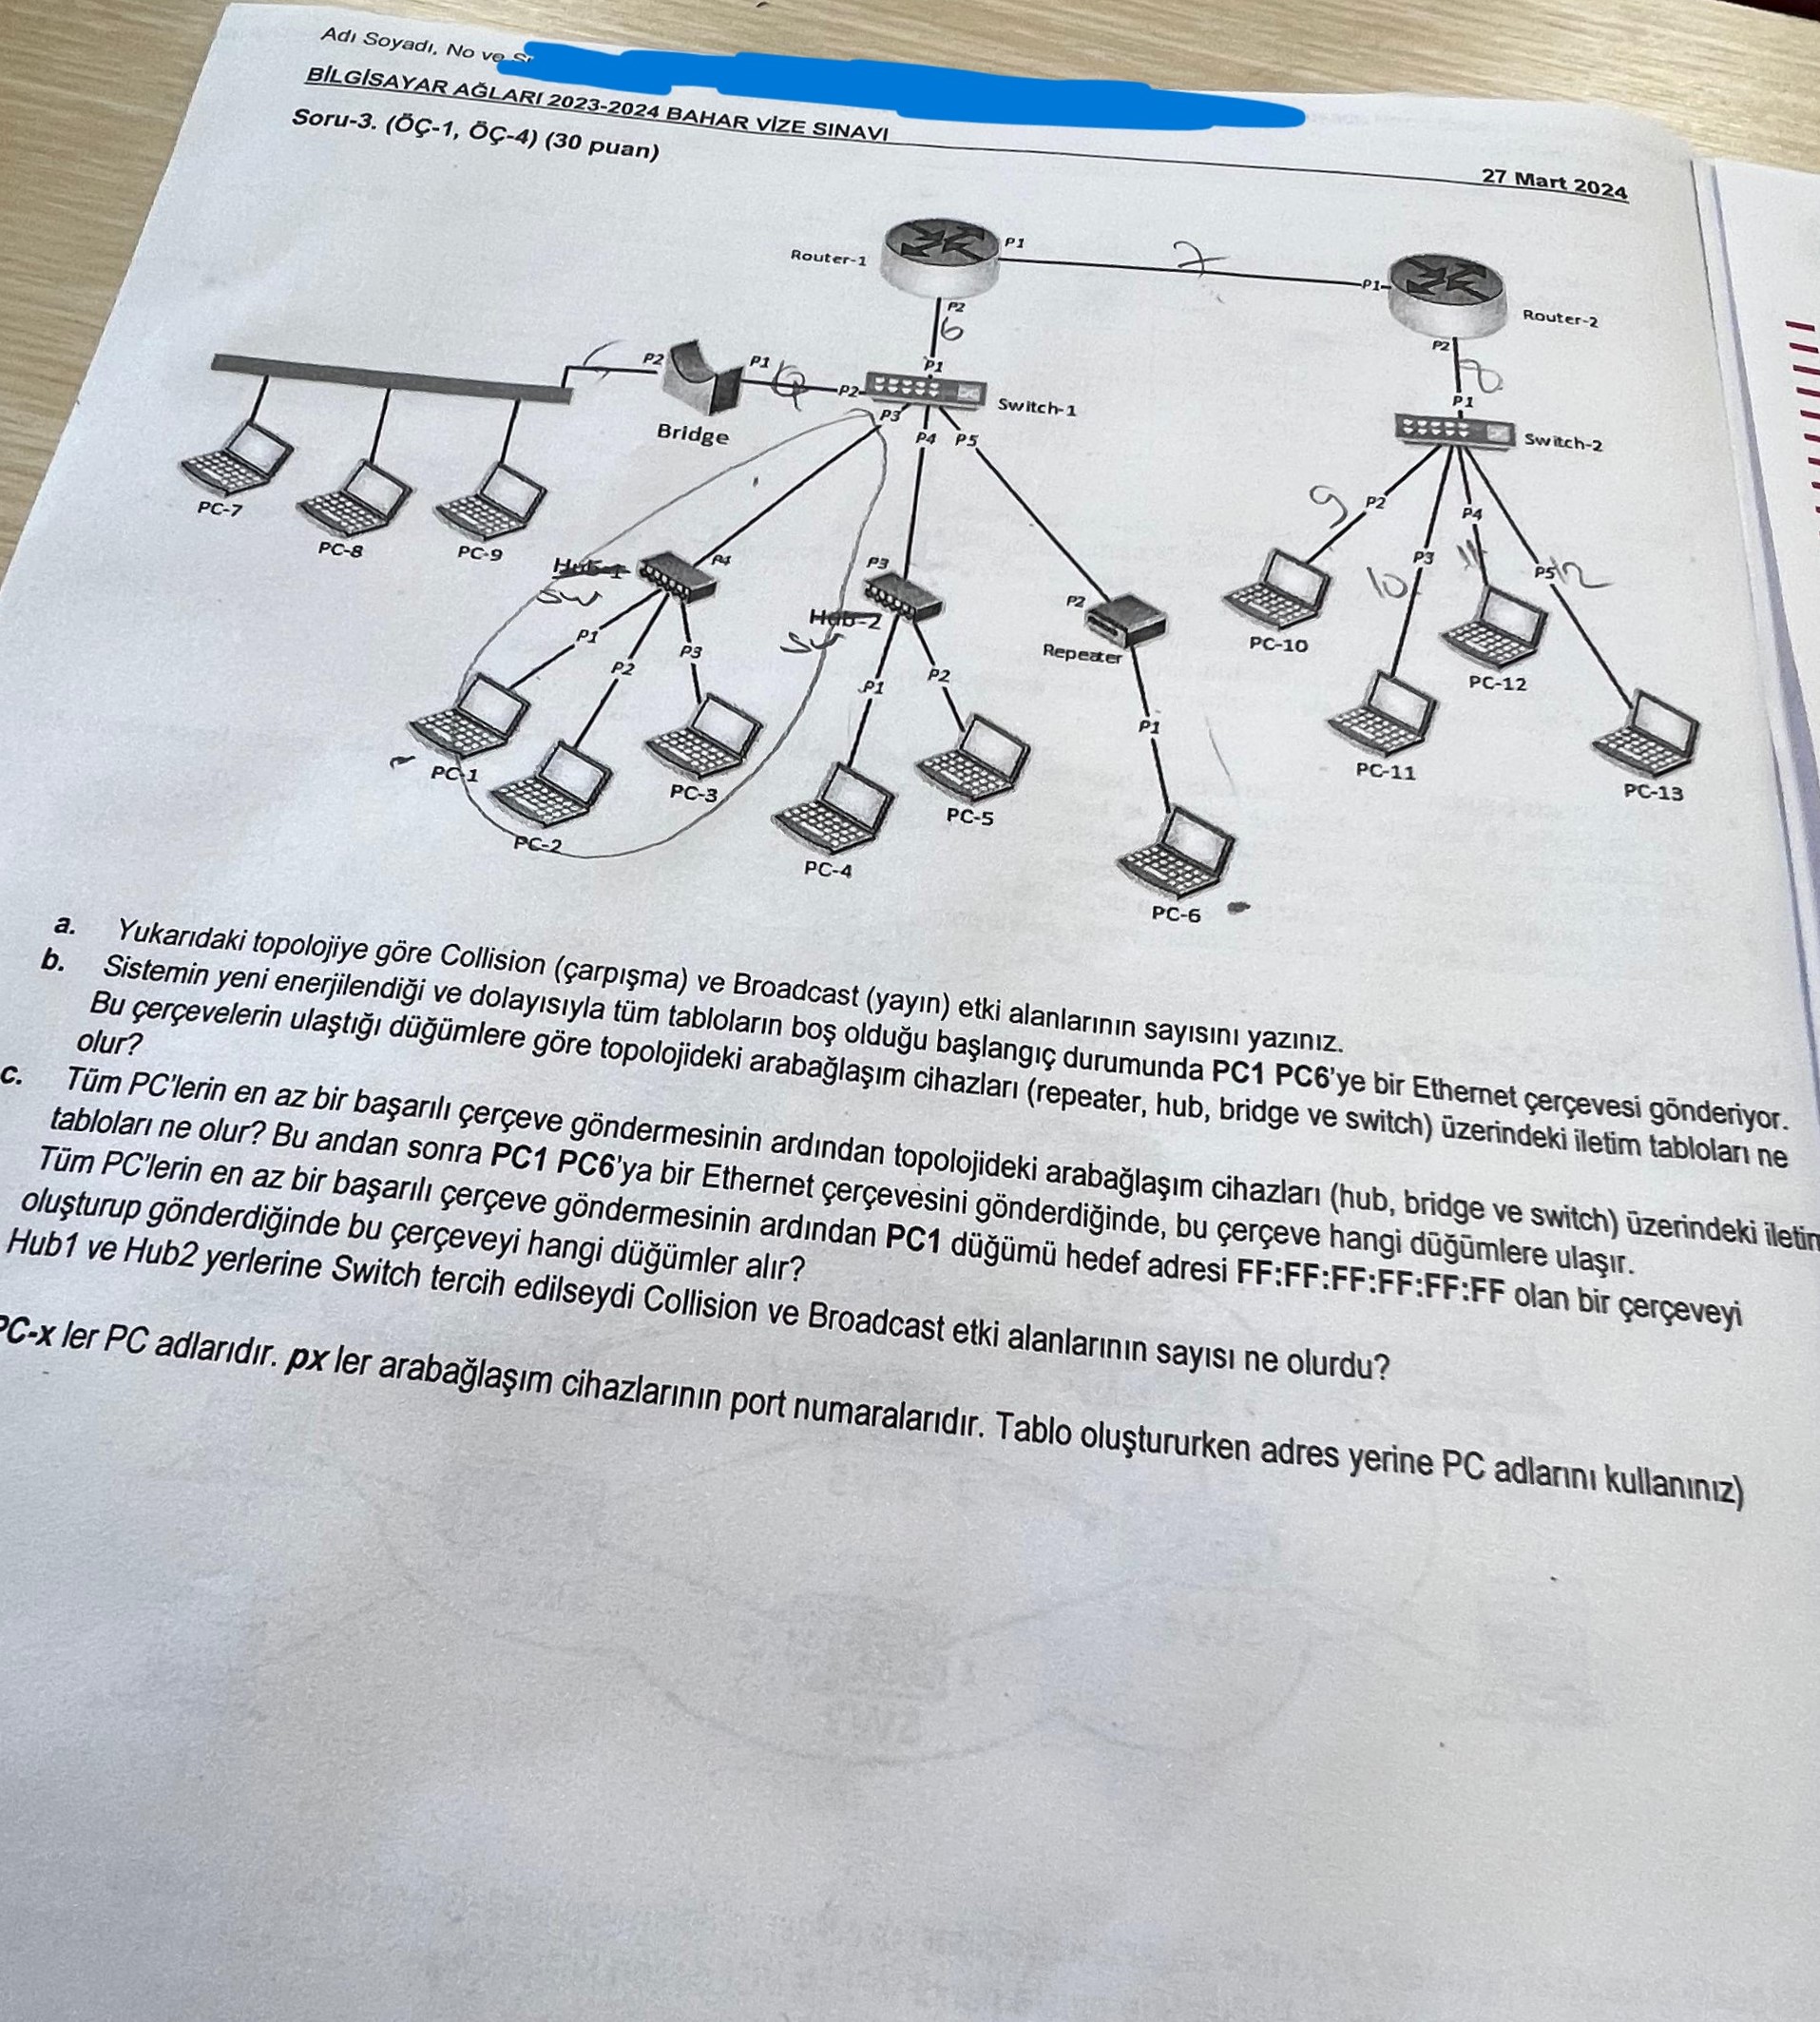 Adı Soyadı, No ve
BİLGİSAYAR AĞLARI 2023-2024 BAHAR VİZE SINAVI
27 Mart 2024
Soru-3. (ÖÇ-1, ÖÇ-4) (30 puan)
Router-1
P1
7
P1
Router-2
P2
6
P2
8
P1
P1
P2
P1
P2
Switch-1
Switch-2
Bridge
P3
P4
P5
9
P2
P3
10
P4
11
P5
12
PC-7
PC-8
PC-9
Hub-1
SW
P4
P3
Hub-2
SW
P2
Repeater
PC-10
PC-12
P1
P2
P3
P1
P2
P1
PC-11
PC-13
PC-1
PC-2
PC-3
PC-4
PC-5
PC-6
a. Yukarıdaki topolojiye göre Collision (çarpışma) ve Broadcast (yayın) etki alanlarının sayısını yazınız.
b. Sistemin yeni enerjilendiği ve dolayısıyla tüm tabloların boş olduğu başlangıç durumunda PC1 PC6'ye bir Ethernet çerçevesi gönderiyor.
Bu çerçevelerin ulaştığı düğümlere göre topolojideki arabağlaşım cihazları (repeater, hub, bridge ve switch) üzerindeki iletim tabloları ne
olur?
c. Tüm PC'lerin en az bir başarılı çerçeve göndermesinin ardından topolojideki arabağlaşım cihazları (hub, bridge ve switch) üzerindeki iletim
tabloları ne olur? Bu andan sonra PC1 PC6'ya bir Ethernet çerçevesini gönderdiğinde, bu çerçeve hangi düğümlere ulaşır.
Tüm PC'lerin en az bir başarılı çerçeve göndermesinin ardından PC1 düğümü hedef adresi FF:FF:FF:FF:FF:FF olan bir çerçeveyi
oluşturup gönderdiğinde bu çerçeveyi hangi düğümler alır?
Hub1 ve Hub2 yerlerine Switch tercih edilseydi Collision ve Broadcast etki alanlarının sayısı ne olurdu?
PC-x ler PC adlarıdır. px ler arabağlaşım cihazlarının port numaralarıdır. Tablo oluştururken adres yerine PC adlarını kullanınız)